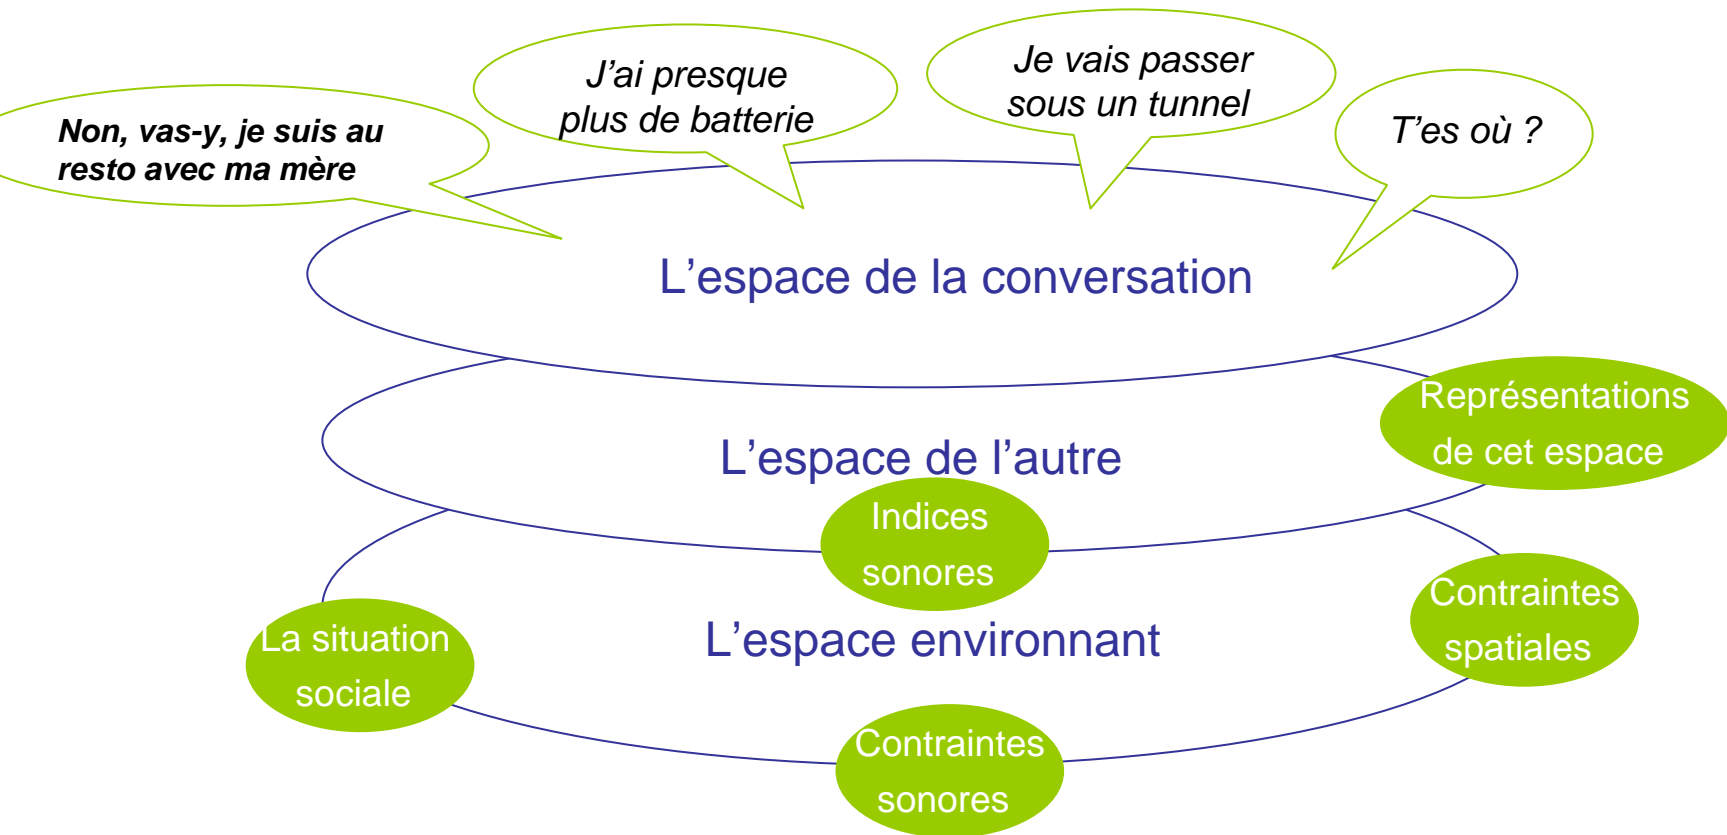 Non, vas-y, je suis au
resto avec ma mère
J’ai presque
plus de batterie
Je vais passer
sous un tunnel
T’es où ?
L’espace de la conversation
Représentations
de cet espace
L’espace de l’autre
Indices
sonores
Contraintes
spatiales
L’espace environnant
La situation
sociale
Contraintes
sonores